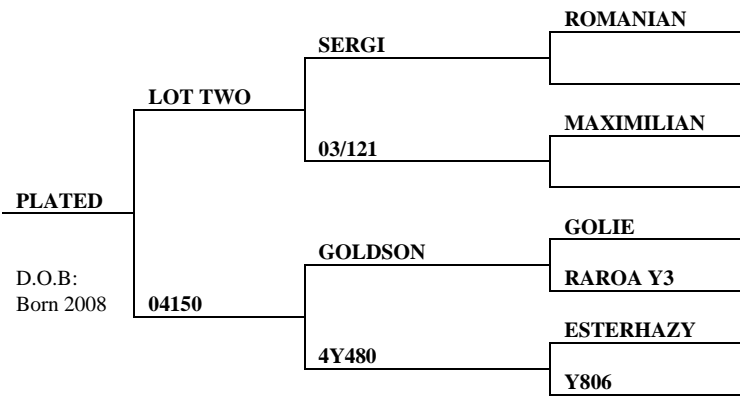 ROMANIAN
SERGI
LOT TWO
MAXIMILIAN
03/121
PLATED
GOLIE
GOLDSON
D.O.B:
RAROA Y3
Born 2008
04150
ESTERHAZY
4Y480
Y806